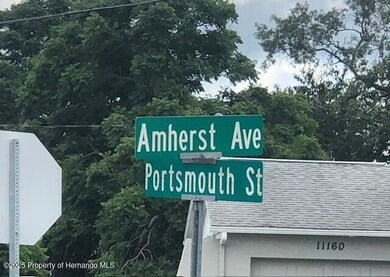 Amherst Ave
Portsmouth St
11160
©2025 Property of Hernando MLS